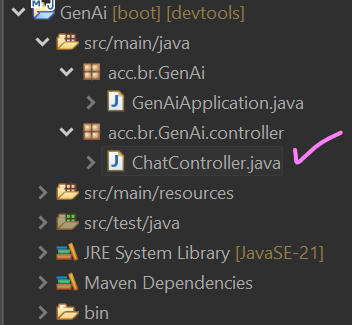 GenAi [boot] [devtools]
src/main/java
acc.br.GenAi
GenAiApplication.java
acc.br.GenAi.controller
ChatController.java
src/main/resources
src/test/java
JRE System Library [JavaSE-21]
Maven Dependencies
bin